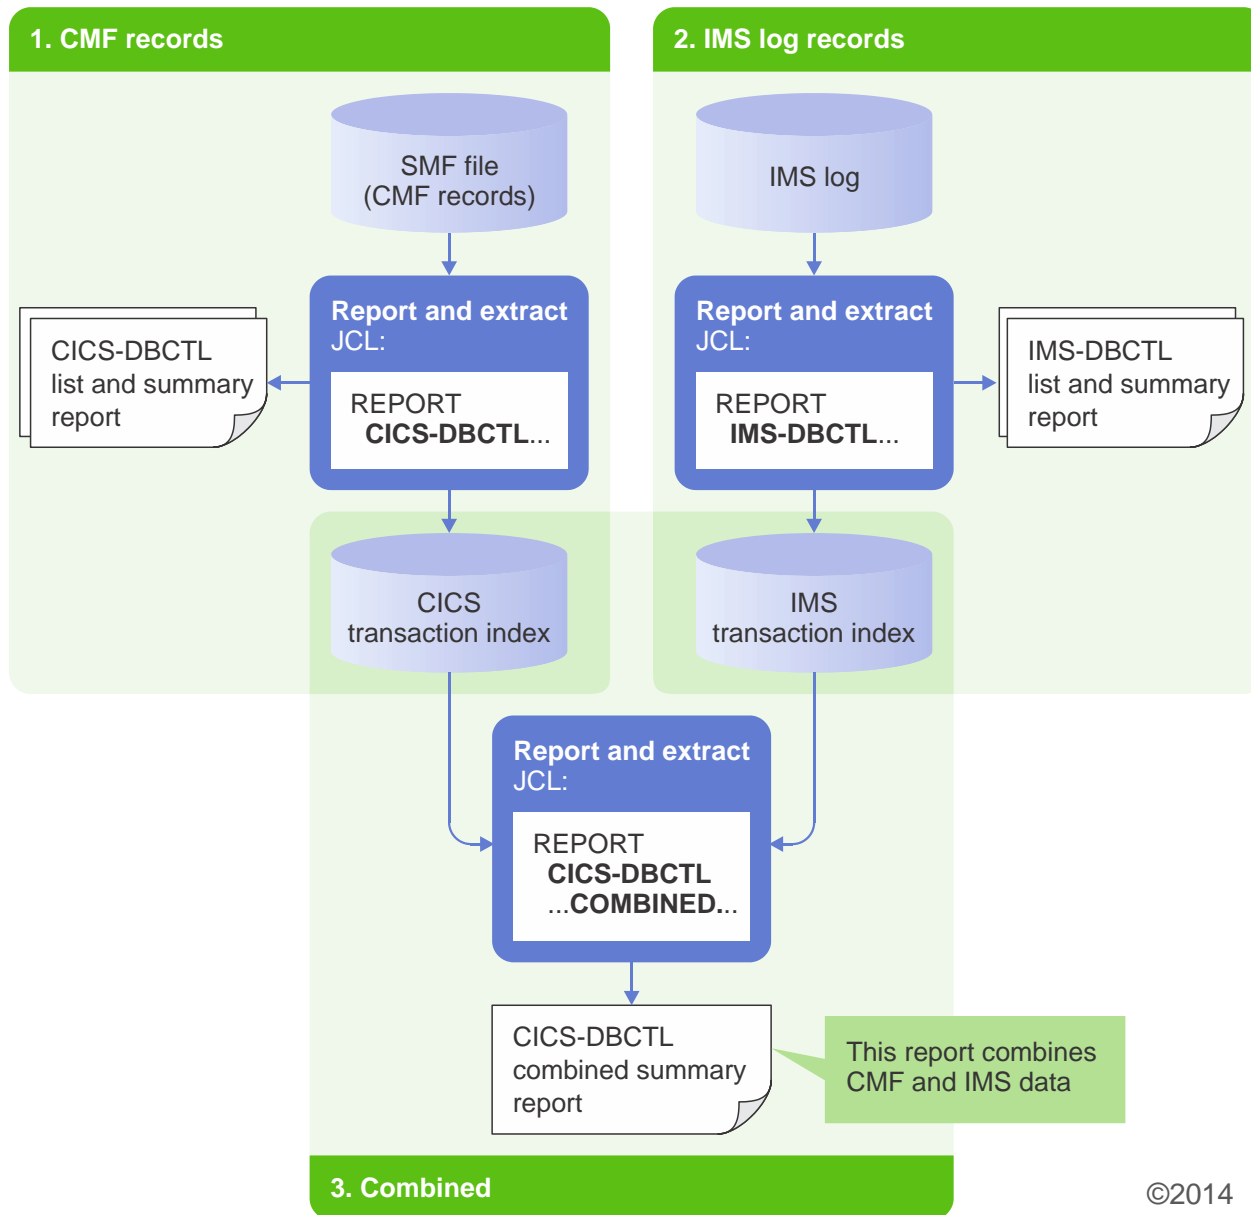 1. CMF records
SMF file
(CMF records)
Report and extract
JCL:
REPORT
CICS-DBCTL...
CICS-DBCTL
list and summary
report
CICS
transaction index
2. IMS log records
IMS log
Report and extract
JCL:
REPORT
IMS-DBCTL...
IMS-DBCTL
list and summary
report
IMS
transaction index
Report and extract
JCL:
REPORT
CICS-DBCTL
...COMBINED...
CICS-DBCTL
combined summary
report
This report combines
CMF and IMS data
3. Combined
©2014